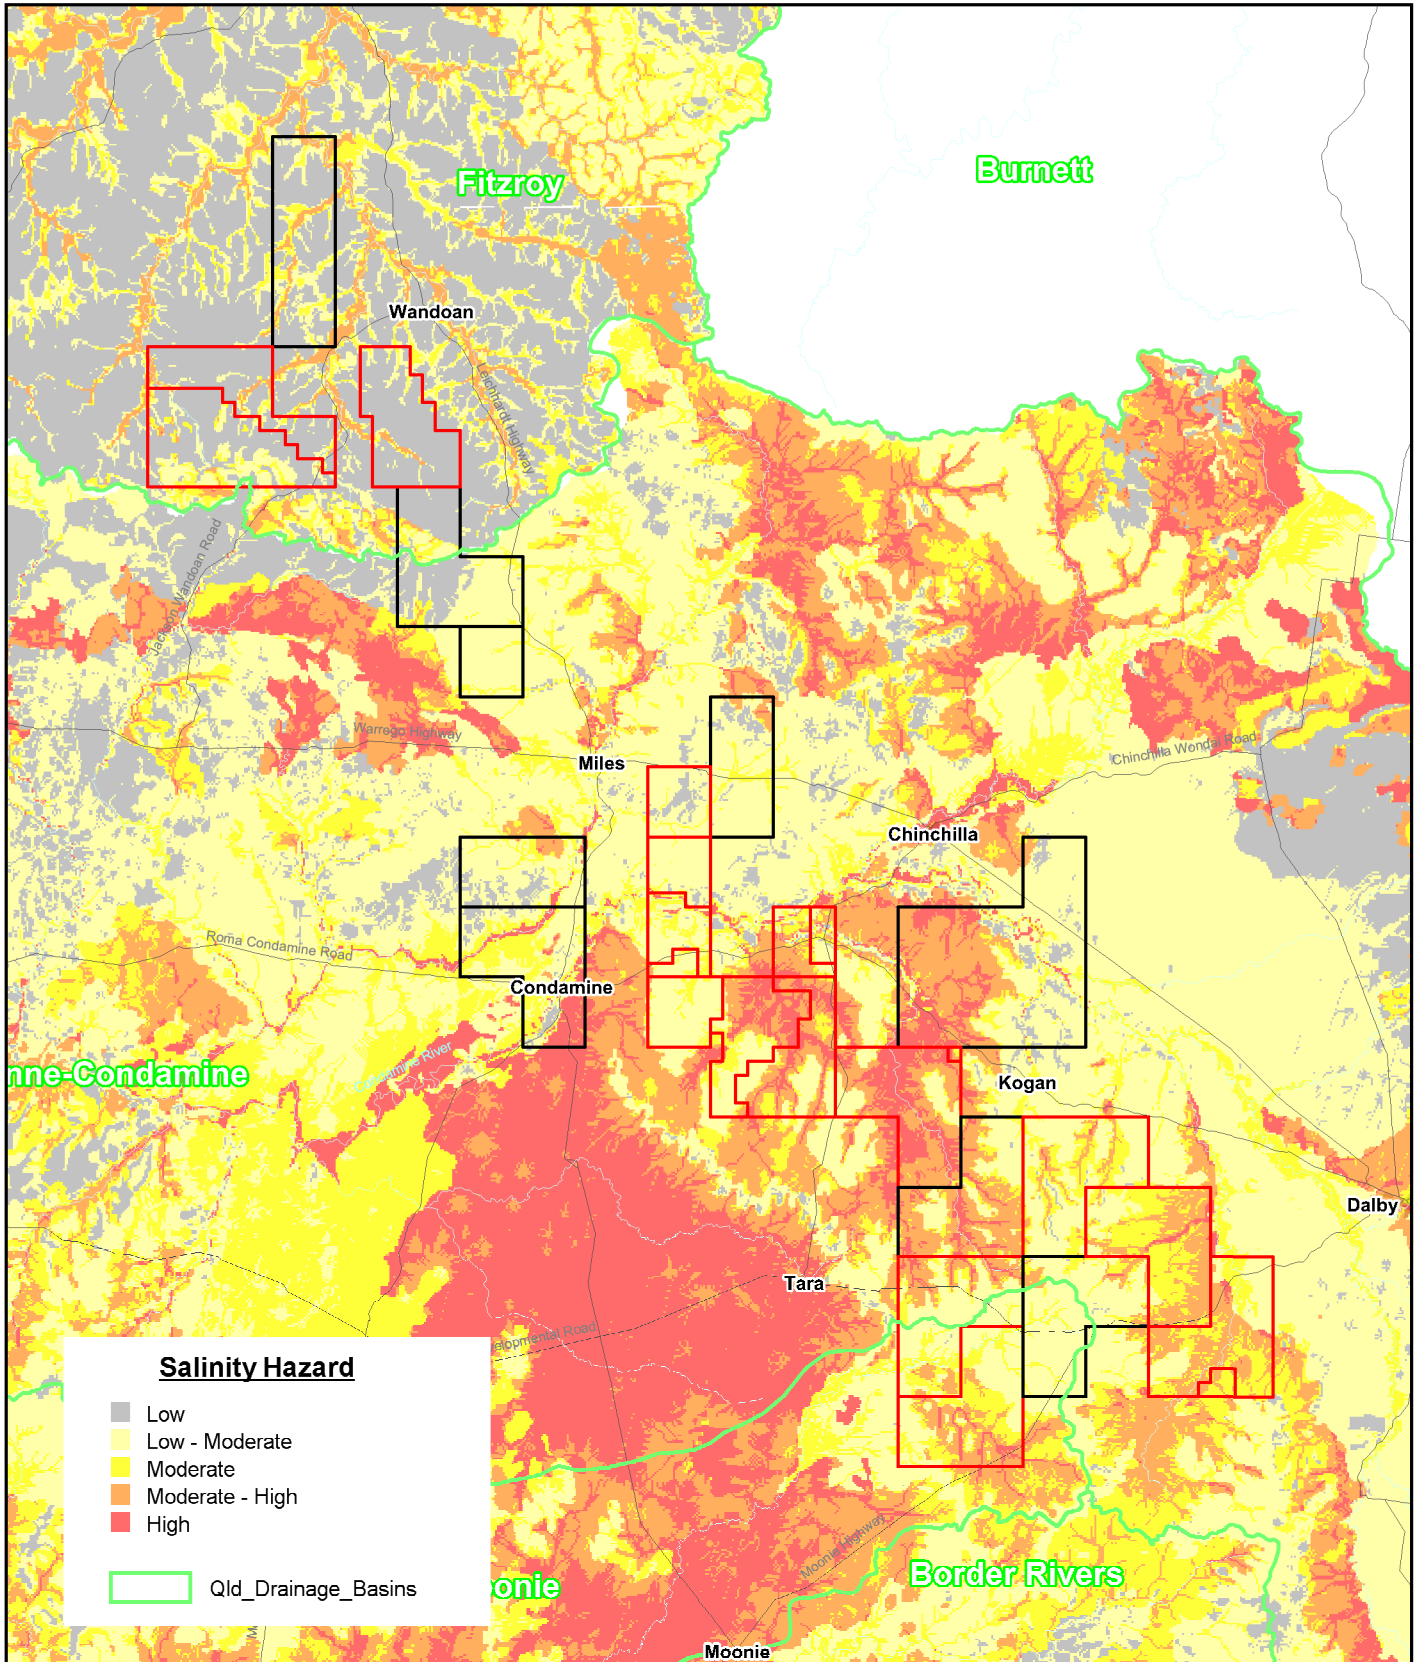 Burnett
Fitzroy
Wandoan
Leichhardt Highway
Jackson Wandoan Road
Warrego Highway
Miles
Chinchilla Wondai Road
Chinchilla
Roma Condamine Road
Condamine
Condamine River
nne-Condamine
Kogan
Dalby
Tara
velopmental Road
Salinity Hazard
Low
Low - Moderate
Moderate
Moderate - High
High
Qld_Drainage_Basins
Moonie Highway
Border Rivers
onie
Moonie